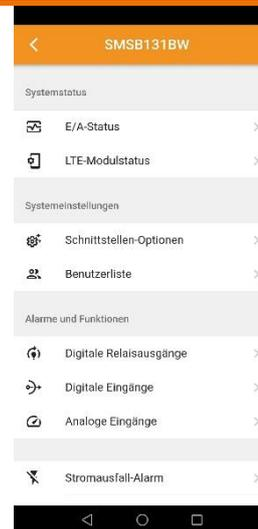 SMSB131BW
Systemstatus
E/A-Status
LTE-Modulstatus
Systemeinstellungen
Schnittstellen-Optionen
Benutzerliste
Alarme und Funktionen
Digitale Relaisausgänge
Digitale Eingänge
Analoge Eingänge
Stromausfall-Alarm